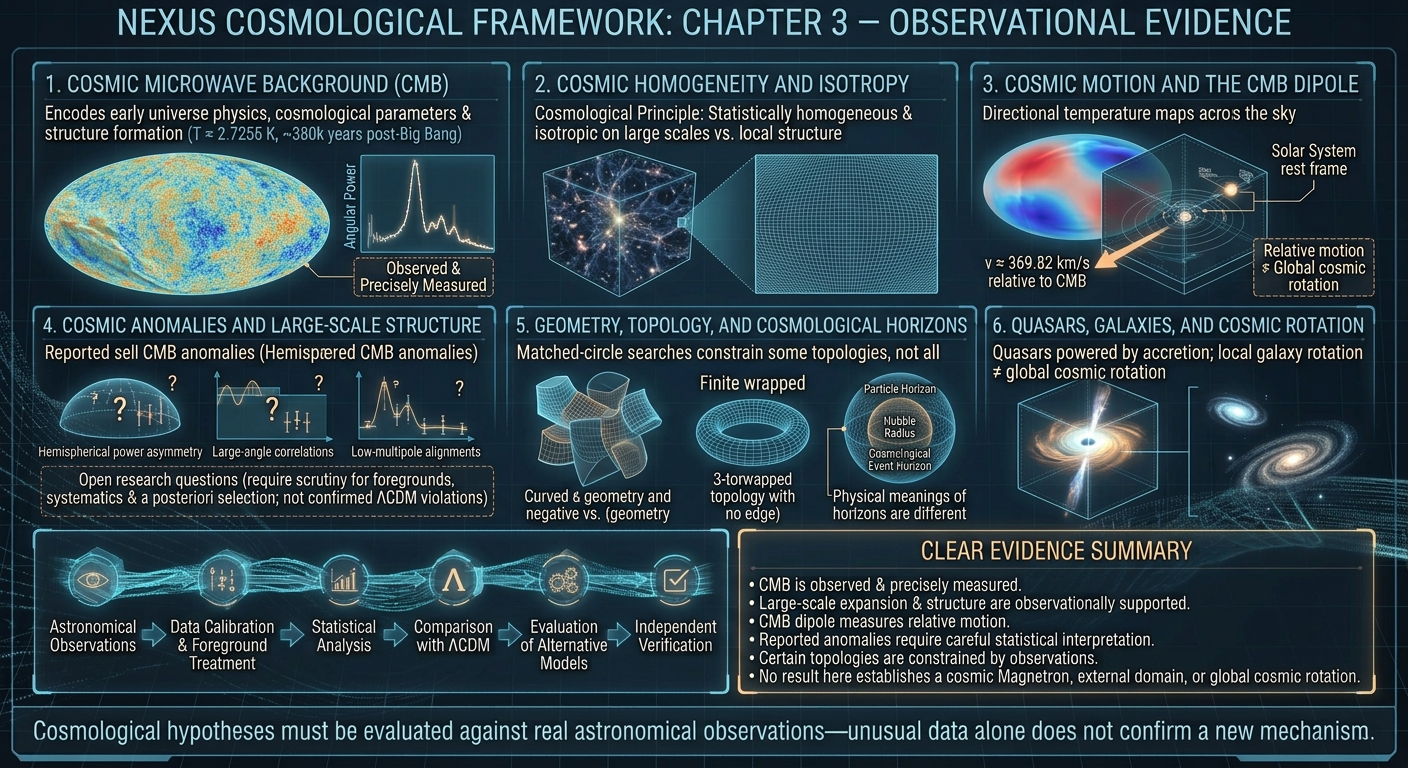 NEXUS COSMOLOGICAL FRAMEWORK: CHAPTER 3 — OBSERVATIONAL EVIDENCE
1. COSMIC MICROWAVE BACKGROUND (CMB)
Encodes early universe physics, cosmological parameters &
structure formation (T ≈ 2.7255 K, ~380k years post-Big Bang)
Angular Power
Observed &
Precisely Measured
2. COSMIC HOMOGENEITY AND ISOTROPY
Cosmological Principle: Statistically homogeneous &
isotropic on large scales vs. local structure
3. COSMIC MOTION AND THE CMB DIPOLE
Directional temperature maps across the sky
Solar System
rest frame
v ≈ 369.82 km/s
relative to CMB
Relative motion
Global cosmic
rotation
4. COSMIC ANOMALIES AND LARGE-SCALE STRUCTURE
Reported sell CMB anomalies (Hemispæred CMB anomalies)
? ?
Hemispherical power asymmetry
? ?
Large-angle correlations
? ?
Low-multipole alignments
Open research questions (require scrutiny for foregrounds,
systematics & a posteriori selection; not confirmed ΛCDM violations)
5. GEOMETRY, TOPOLOGY, AND COSMOLOGICAL HORIZONS
Matched-circle searches constrain some topologies, not all
Curved & geometry and
negative vs. (geometry
Finite wrapped
3-torwapped
topology with
no edge)
Particle Horizan
Nubble
Radius
Cosmelngical
Event Horizon
Physical meanings of
horizons are different
6. QUASARS, GALAXIES, AND COSMIC ROTATION
Quasars powered by accretion; local galaxy rotation
≠ global cosmic rotation
Λ
Astronomical
Observations
Data Calibration
& Foreground
Treatment
Statistical
Analysis
Comparison
with ΛCDM
Evaluation
of Alternative
Models
Independent
Verification
CLEAR EVIDENCE SUMMARY
• CMB is observed & precisely measured.
• Large-scale expansion & structure are observationally supported.
• CMB dipole measures relative motion.
• Reported anomalies require careful statistical interpretation.
• Certain topologies are constrained by observations.
• No result here establishes a cosmic Magnetron, external domain, or global cosmic rotation.
Cosmological hypotheses must be evaluated against real astronomical observations—unusual data alone does not confirm a new mechanism.